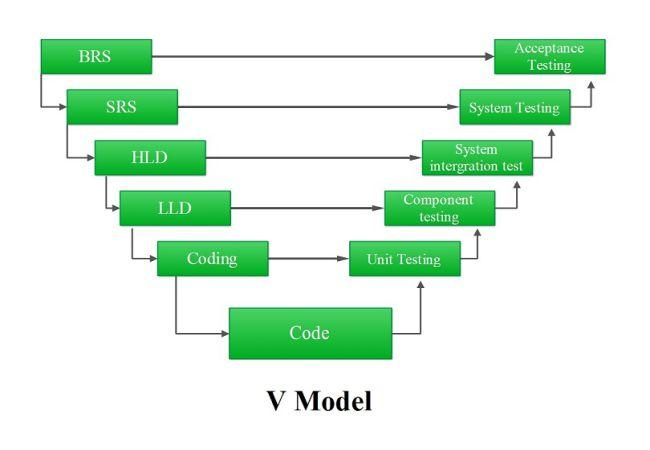 BRS
Acceptance
Testing
SRS
System Testing
HLD
System
intergration test
LLD
Component
testing
Coding
Unit Testing
Code
V Model